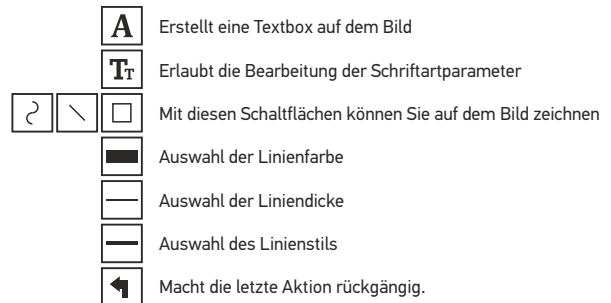 A Erstellt eine Textbox auf dem Bild
TT Erlaubt die Bearbeitung der Schriftartparameter
Mit diesen Schaltflächen können Sie auf dem Bild zeichnen
Auswahl der Linienfarbe
Auswahl der Liniendicke
Auswahl des Linienstils
Macht die letzte Aktion rückgängig.